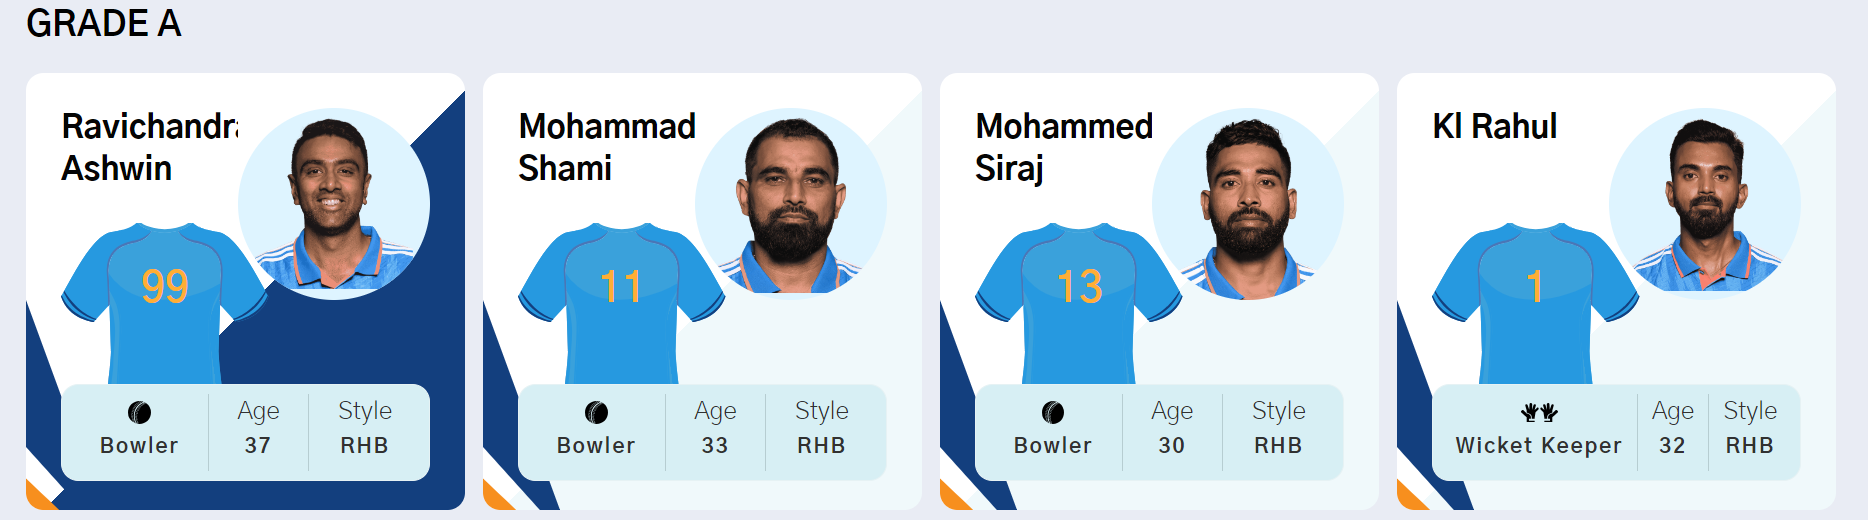 GRADE A
Ravichandra
Ashwin
99
Bowler
Age
37
Style
RHB
Mohammad
Shami
11
Bowler
Age
33
Style
RHB
Mohammed
Siraj
13
Bowler
Age
30
Style
RHB
Kl Rahul
1
Wicket Keeper
Age
32
Style
RHB